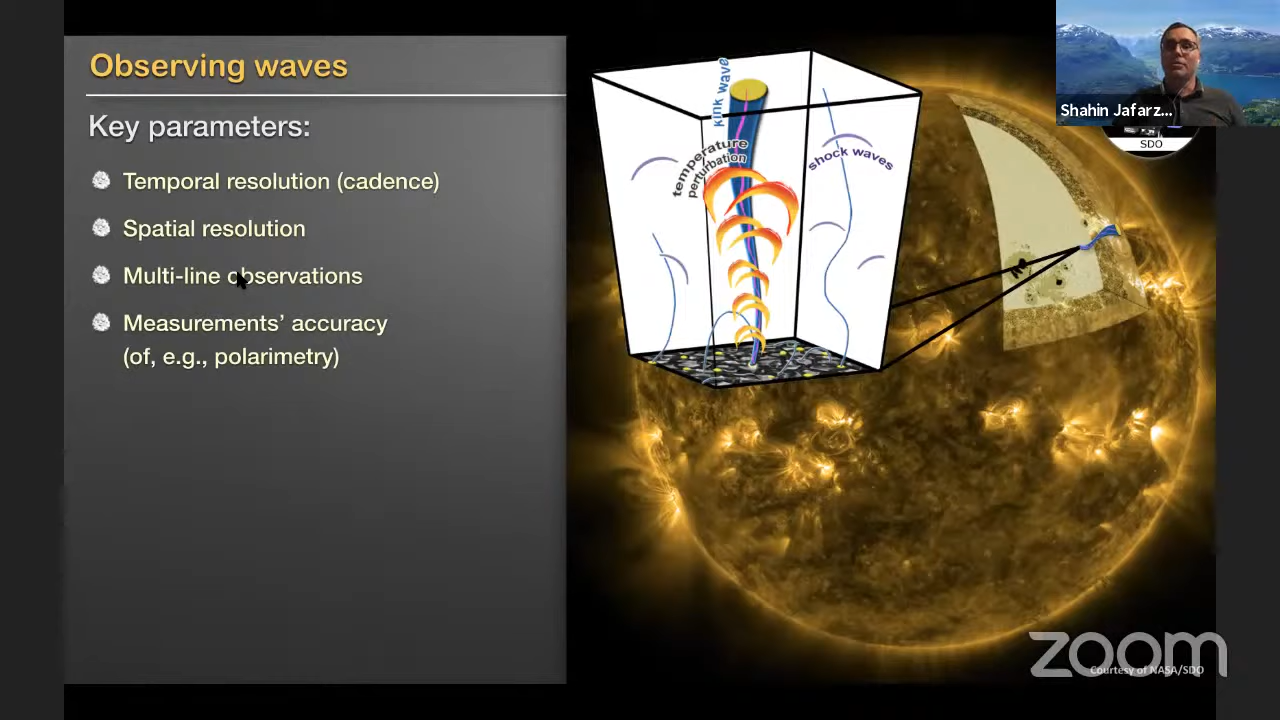 Observing waves
Key parameters:
Temporal resolution (cadence)
Spatial resolution
Multi-line observations
Measurements’ accuracy
(of, e.g., polarimetry)
kink wave
temperature
perturbation
shock waves
Shahin Jafarz...
SDO
zoom
Courtesy of NASA/SDO